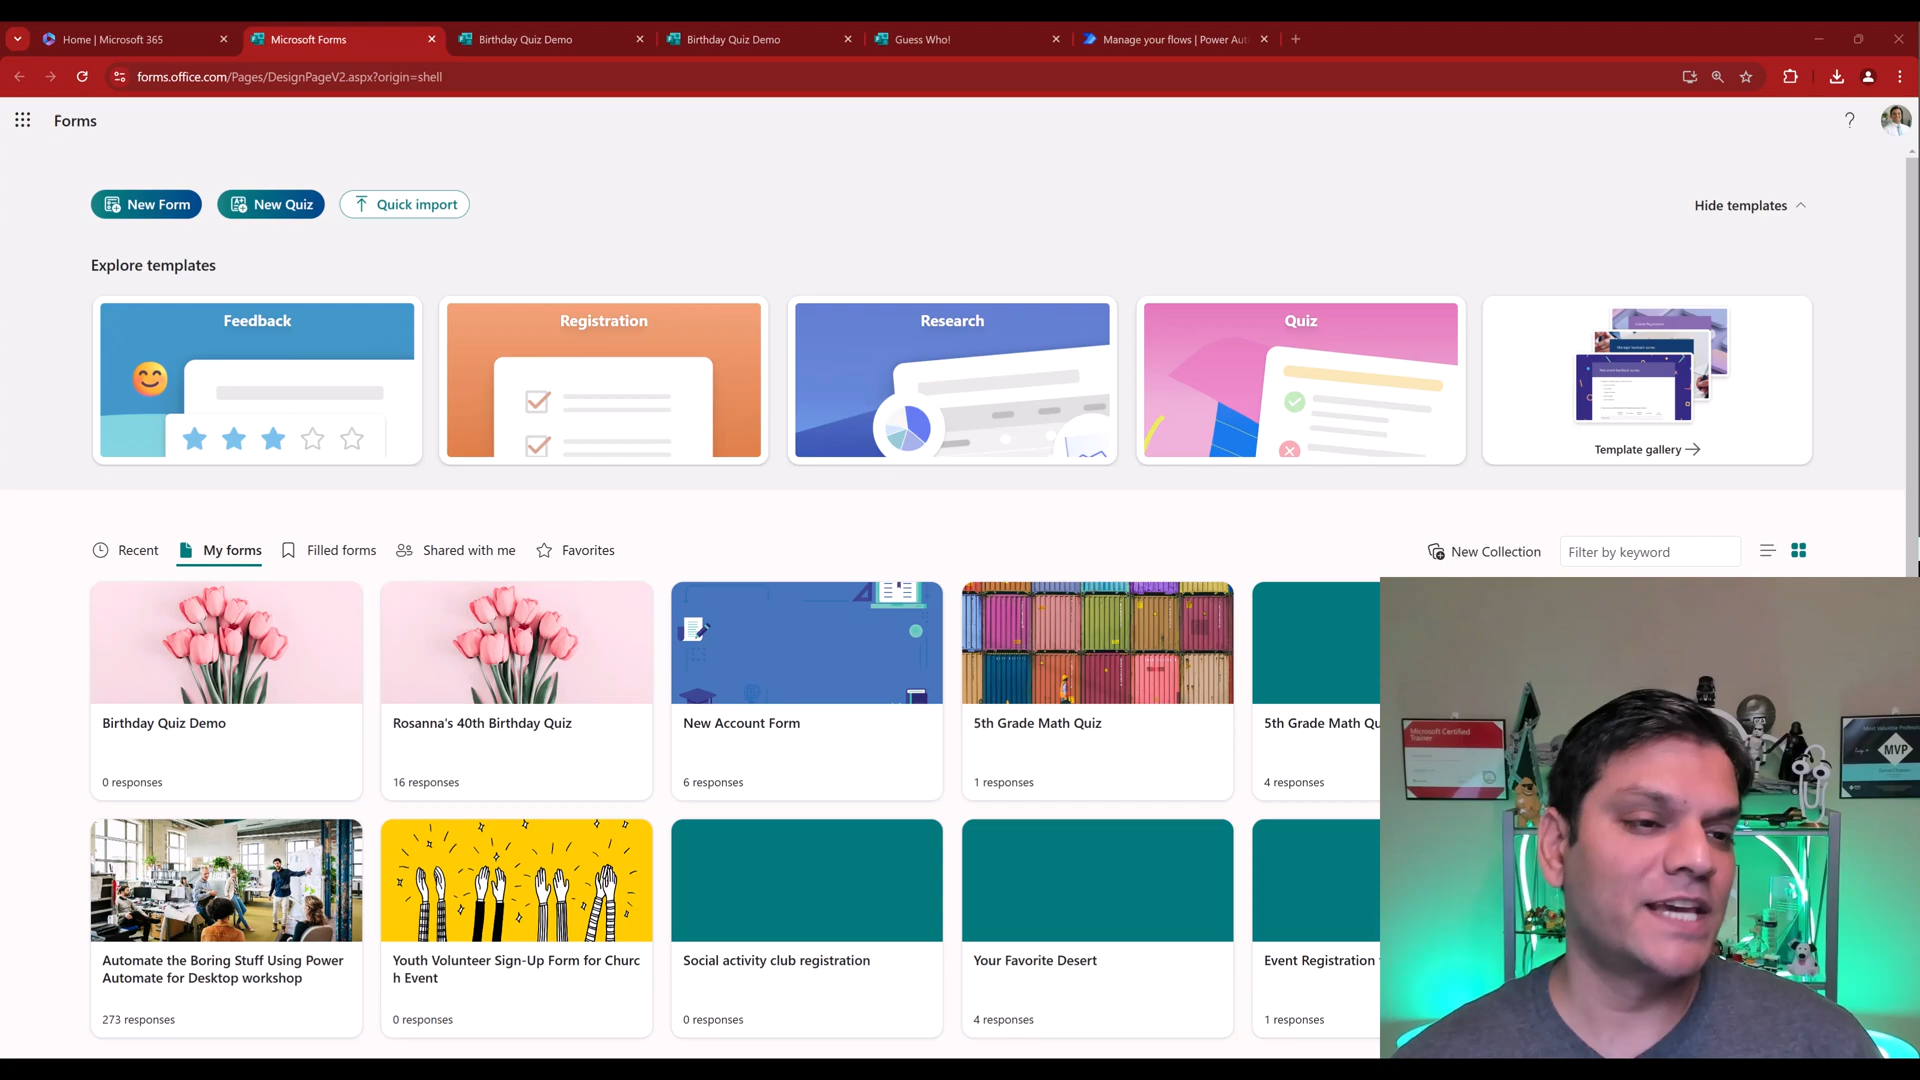 Home | Microsoft 365
Microsoft Forms
Birthday Quiz Demo
Birthday Quiz Demo
Guess Who!
Manage your flows | Power Aut
forms.office.com/Pages/DesignPageV2.aspx?origin=shell
Forms
New Form
New Quiz
Quick import
Hide templates
Explore templates
Feedback
Registration
Research
Quiz
Template gallery
Recent
My forms
Filled forms
Shared with me
Favorites
New Collection
Filter by keyword
Birthday Quiz Demo
0 responses
Rosanna's 40th Birthday Quiz
16 responses
New Account Form
6 responses
5th Grade Math Quiz
1 responses
5th Grade Math Qu
4 responses
Microsoft Certified
Trainer
MVP
Automate the Boring Stuff Using Power
Automate for Desktop workshop
273 responses
Youth Volunteer Sign-Up Form for Churc
h Event
0 responses
Social activity club registration
0 responses
Your Favorite Desert
4 responses
Event Registration
1 responses